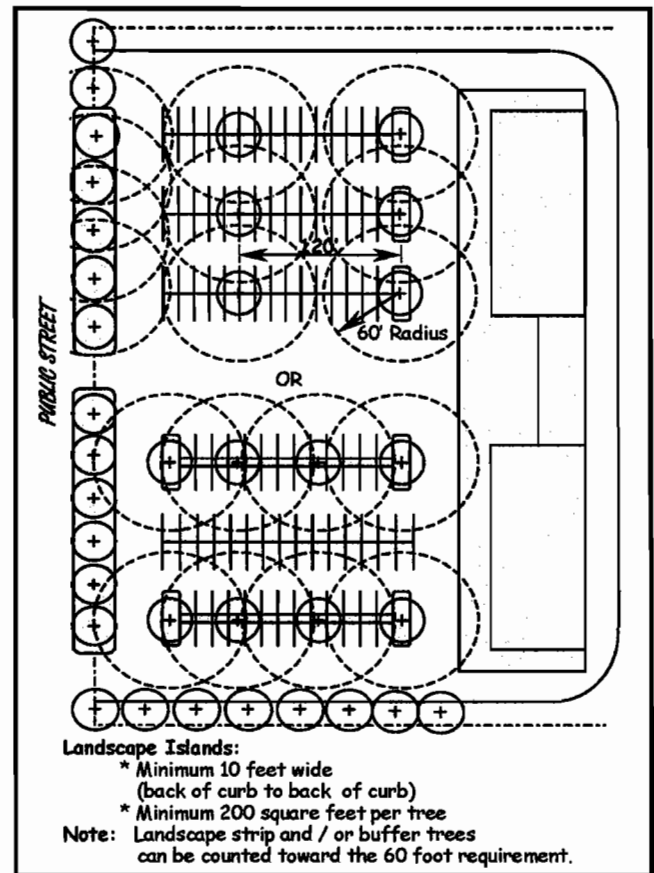 120'
60' Radius
PUBLIC STREET
OR
Landscape Islands:
* Minimum 10 feet wide
(back of curb to back of curb)
* Minimum 200 square feet per tree
Note: Landscape strip and / or buffer trees
can be counted toward the 60 foot requirement.